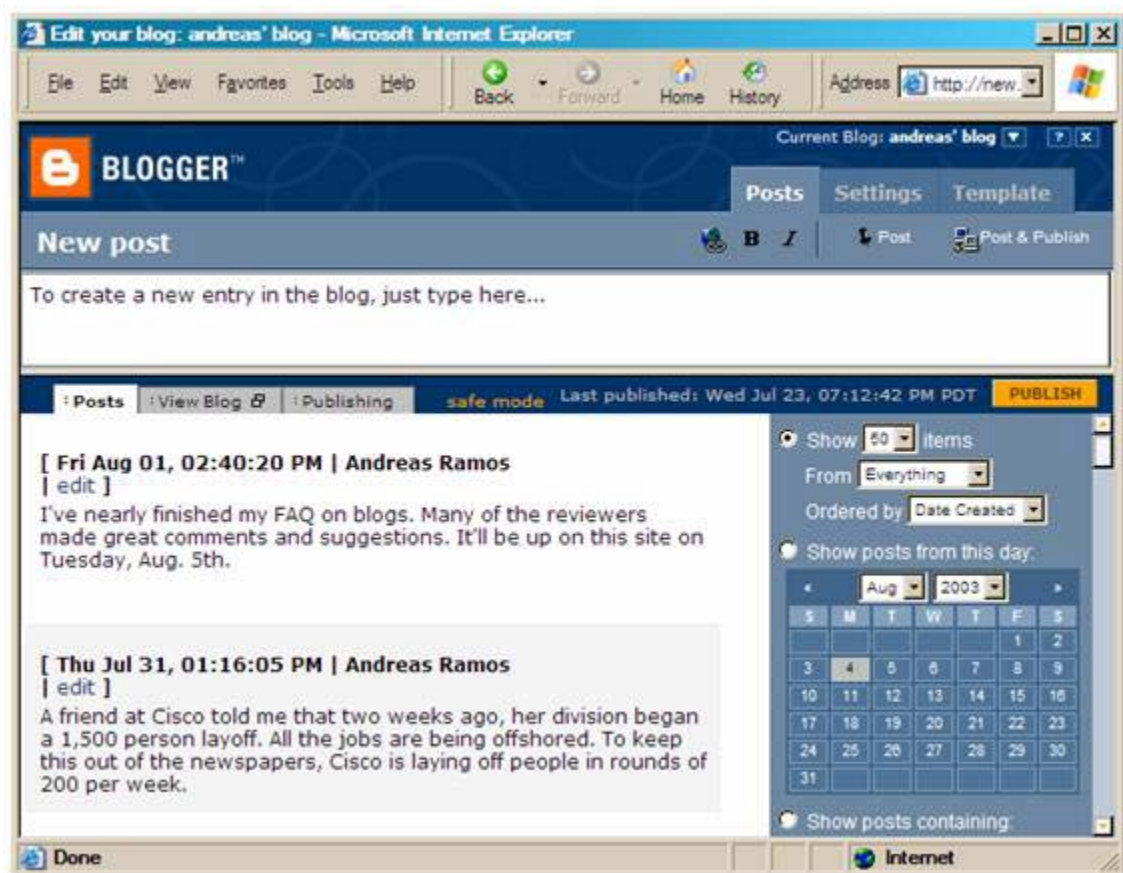 Edit your blog: andreas' blog - Microsoft Internet Explorer
File Edit View Favorites Tools Help Back Forward Home History Address http://new.
BLOGGER™
Current Blog: andreas' blog ? x
Posts Settings Template
New post B I Post Post & Publish
To create a new entry in the blog, just type here...
Posts View Blog Publishing safe mode Last published: Wed Jul 23, 07:12:42 PM PDT PUBLISH
[ Fri Aug 01, 02:40:20 PM | Andreas Ramos
| edit ]
I've nearly finished my FAQ on blogs. Many of the reviewers
made great comments and suggestions. It'll be up on this site on
Tuesday, Aug. 5th.
[ Thu Jul 31, 01:16:05 PM | Andreas Ramos
| edit ]
A friend at Cisco told me that two weeks ago, her division began
a 1,500 person layoff. All the jobs are being offshored. To keep
this out of the newspapers, Cisco is laying off people in rounds of
200 per week.
Show 50 items
From Everything
Ordered by Date Created
Show posts from this day:
« Aug 2003 »
S M T W T F S
1 2
3 4 5 6 7 8 9
10 11 12 13 14 15 16
17 18 19 20 21 22 23
24 25 26 27 28 29 30
31
Show posts containing:
Done Internet